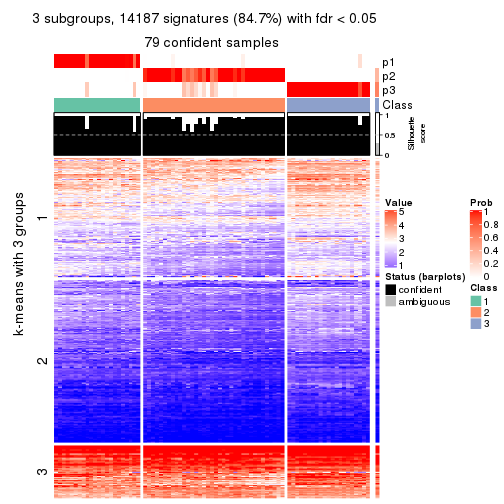 3 subgroups, 14187 signatures (84.7%) with fdr < 0.05
79 confident samples
p1
p2
p3
Class
1
0.5
0
Silhouette
score
k-means with 3 groups
1
2
3
Value
5
4
3
2
1
Status (barplots)
confident
ambiguous
Prob
1
0.8
0.6
0.4
0.2
0
Class
1
2
3